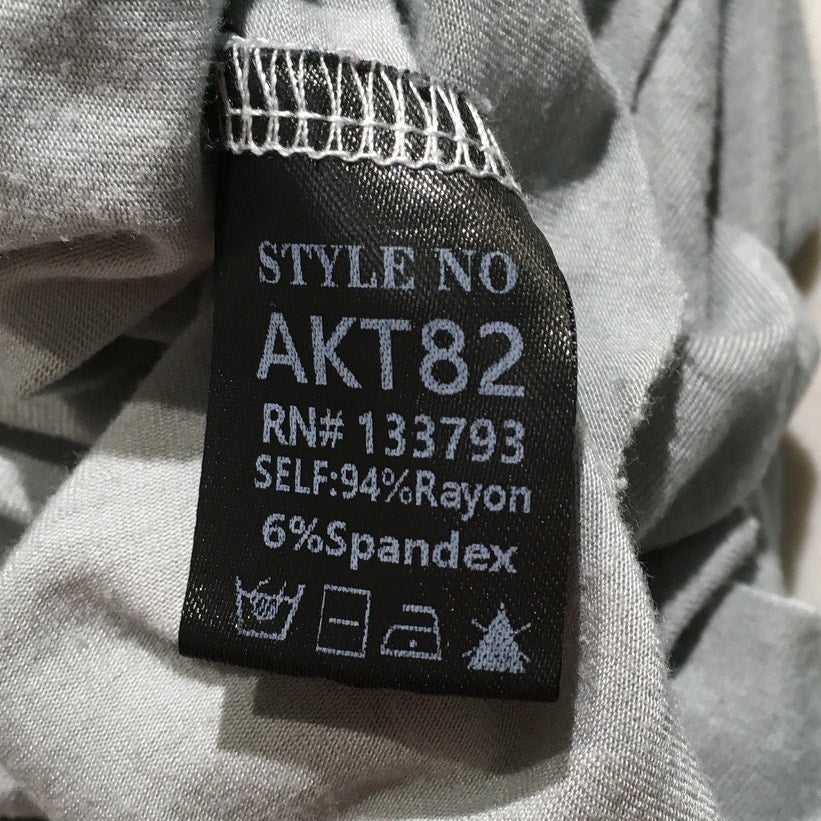 STYLE NO
AKT82
RN# 133793
SELF:94%Rayon
6%Spandex